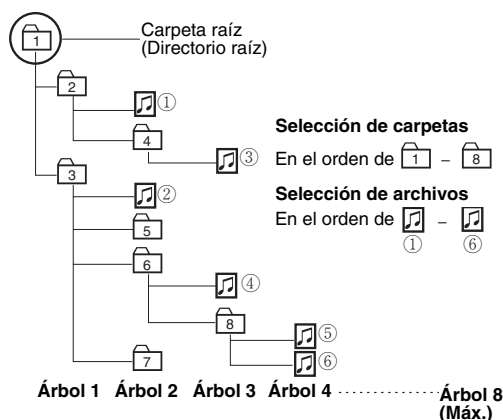 1
Carpeta raíz
(Directorio raíz)
2
①
4
③
3
②
5
6
④
8
⑤
⑥
7
Selección de carpetas
En el orden de 1 – 8
Selección de archivos
En el orden de –
① ⑥
Árbol 1 Árbol 2 Árbol 3 Árbol 4 Árbol 8
(Máx.)